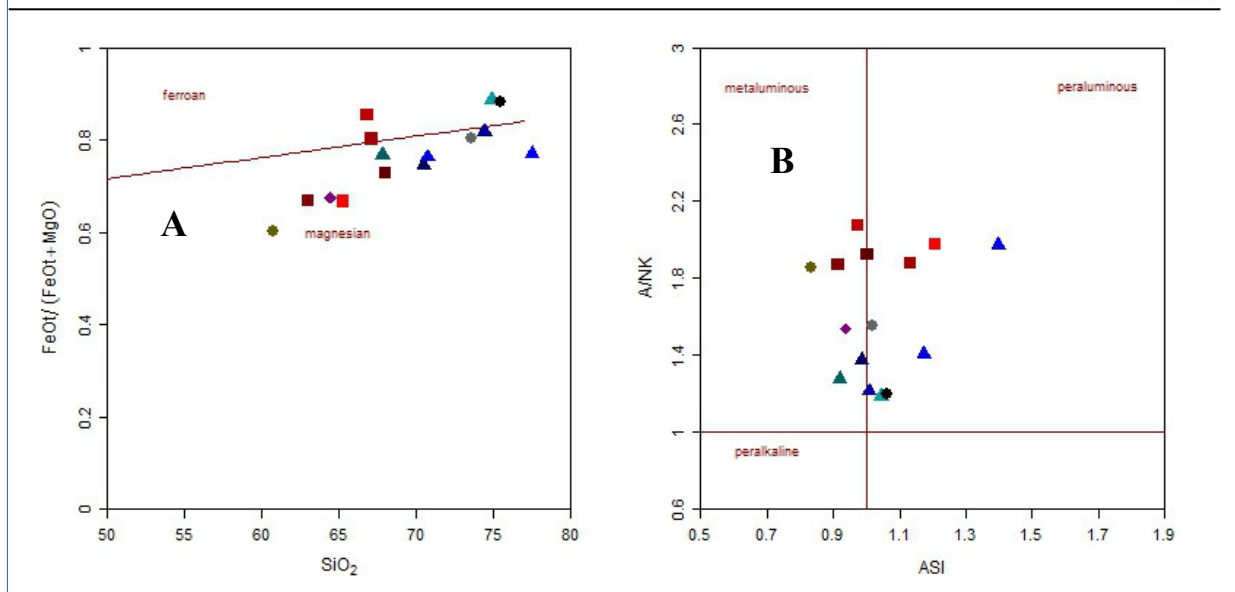 ferroan
magnesian
A
FeOt/ (FeOt + MgO)
0
0.2
0.4
0.6
0.8
1
50
55
60
65
70
75
80
SiO2
metaluminous
peraluminous
B
peralkaline
A/NK
0.6
1
1.4
1.8
2.2
2.6
3
0.5
0.7
0.9
1.1
1.3
1.5
1.7
1.9
ASI